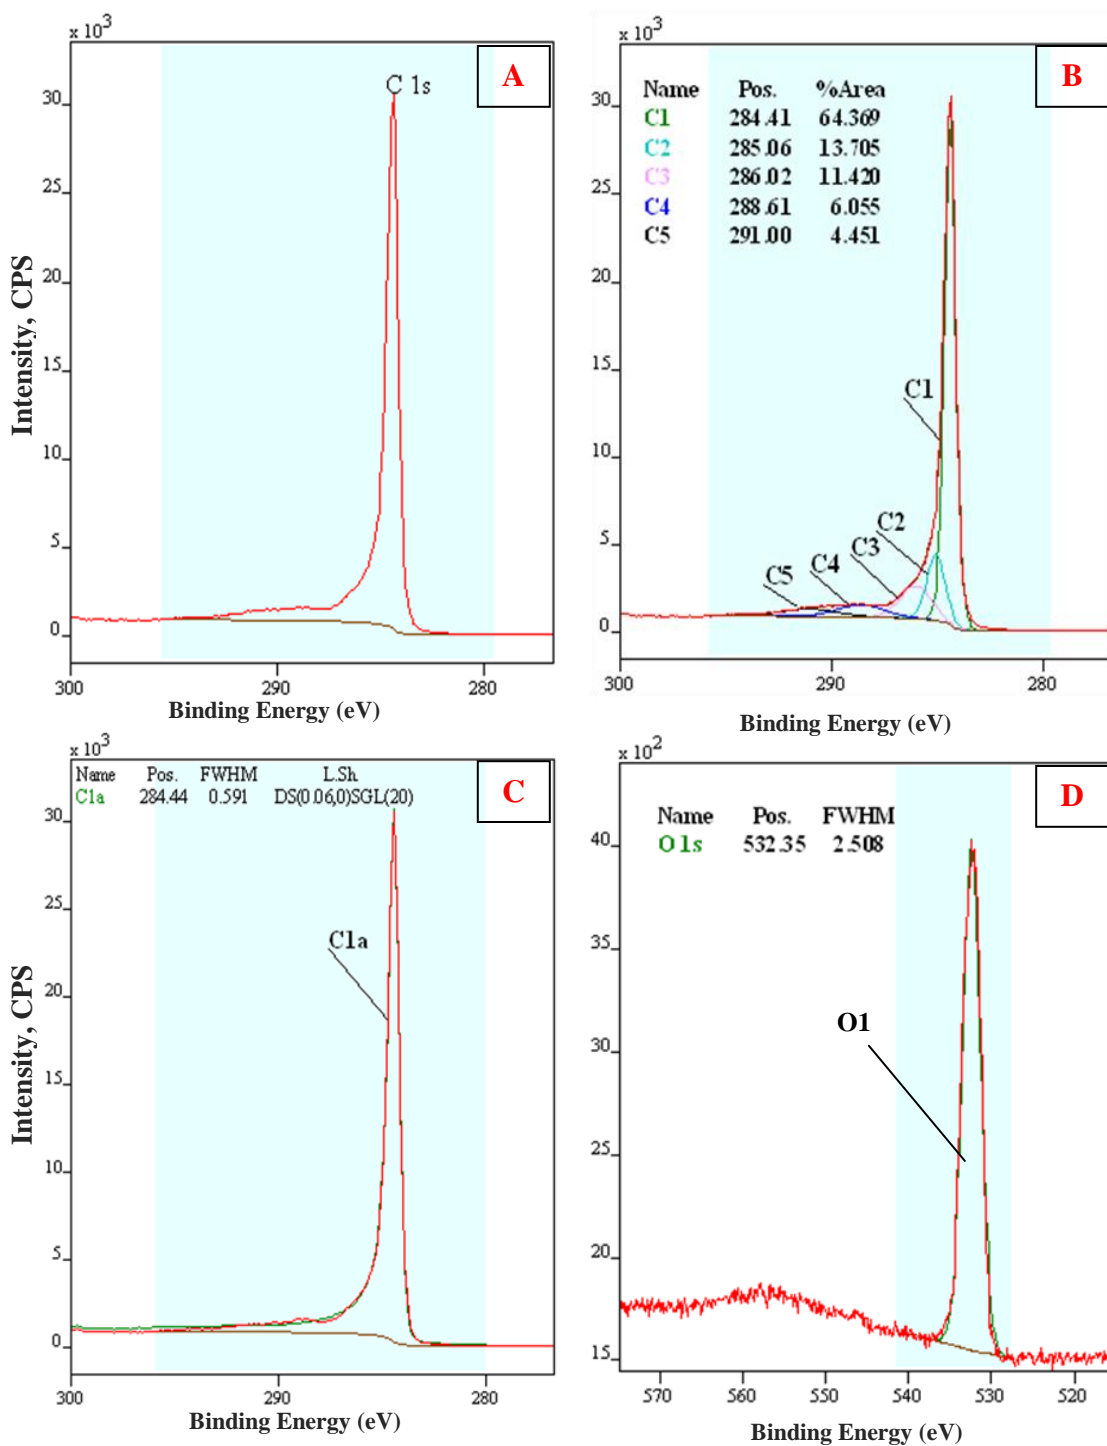 x 10³
A
C 1s
30
25
20
15
10
5
0
300 290 280
Intensity, CPS
Binding Energy (eV)
x 10³
B
Name Pos. %Area
C1 284.41 64.369
C2 285.06 13.705
C3 286.02 11.420
C4 288.61 6.055
C5 291.00 4.451
30
25
20
15
10
5
0
C1
C2
C3
C4
C5
300 290 280
Binding Energy (eV)
x 10³
C
Name Pos. FWHM L.Sh.
C1a 284.44 0.591 DS(0.06,0)SGL(20)
30
25
20
15
10
5
0
C1a
300 290 280
Intensity, CPS
Binding Energy (eV)
x 10²
D
Name Pos. FWHM
O 1s 532.35 2.508
40
35
30
25
20
15
O1
570 560 550 540 530 520
Binding Energy (eV)